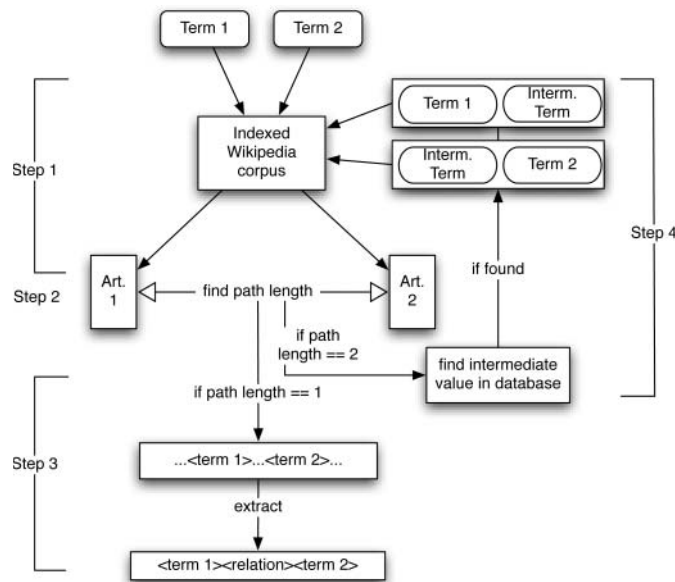 Term 1
Term 2
Term 1
Interm.
Term
Indexed
Wikipedia
corpus
Interm.
Term
Term 2
Step 1
Step 4
if found
Step 2
Art.
1
find path length
Art.
2
if path
length == 2
find intermediate
value in database
if path length == 1
Step 3
...<term 1>...<term 2>...
extract
<term 1><relation><term 2>